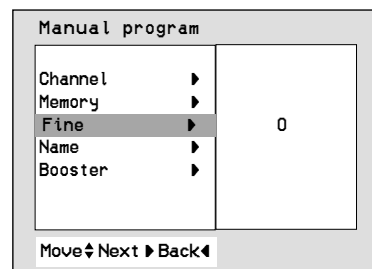 Manual program
Channel ▶
Memory ▶
Fine ▶ 0
Name ▶
Booster ▶
Move ♦ Next ▶ Back ◀